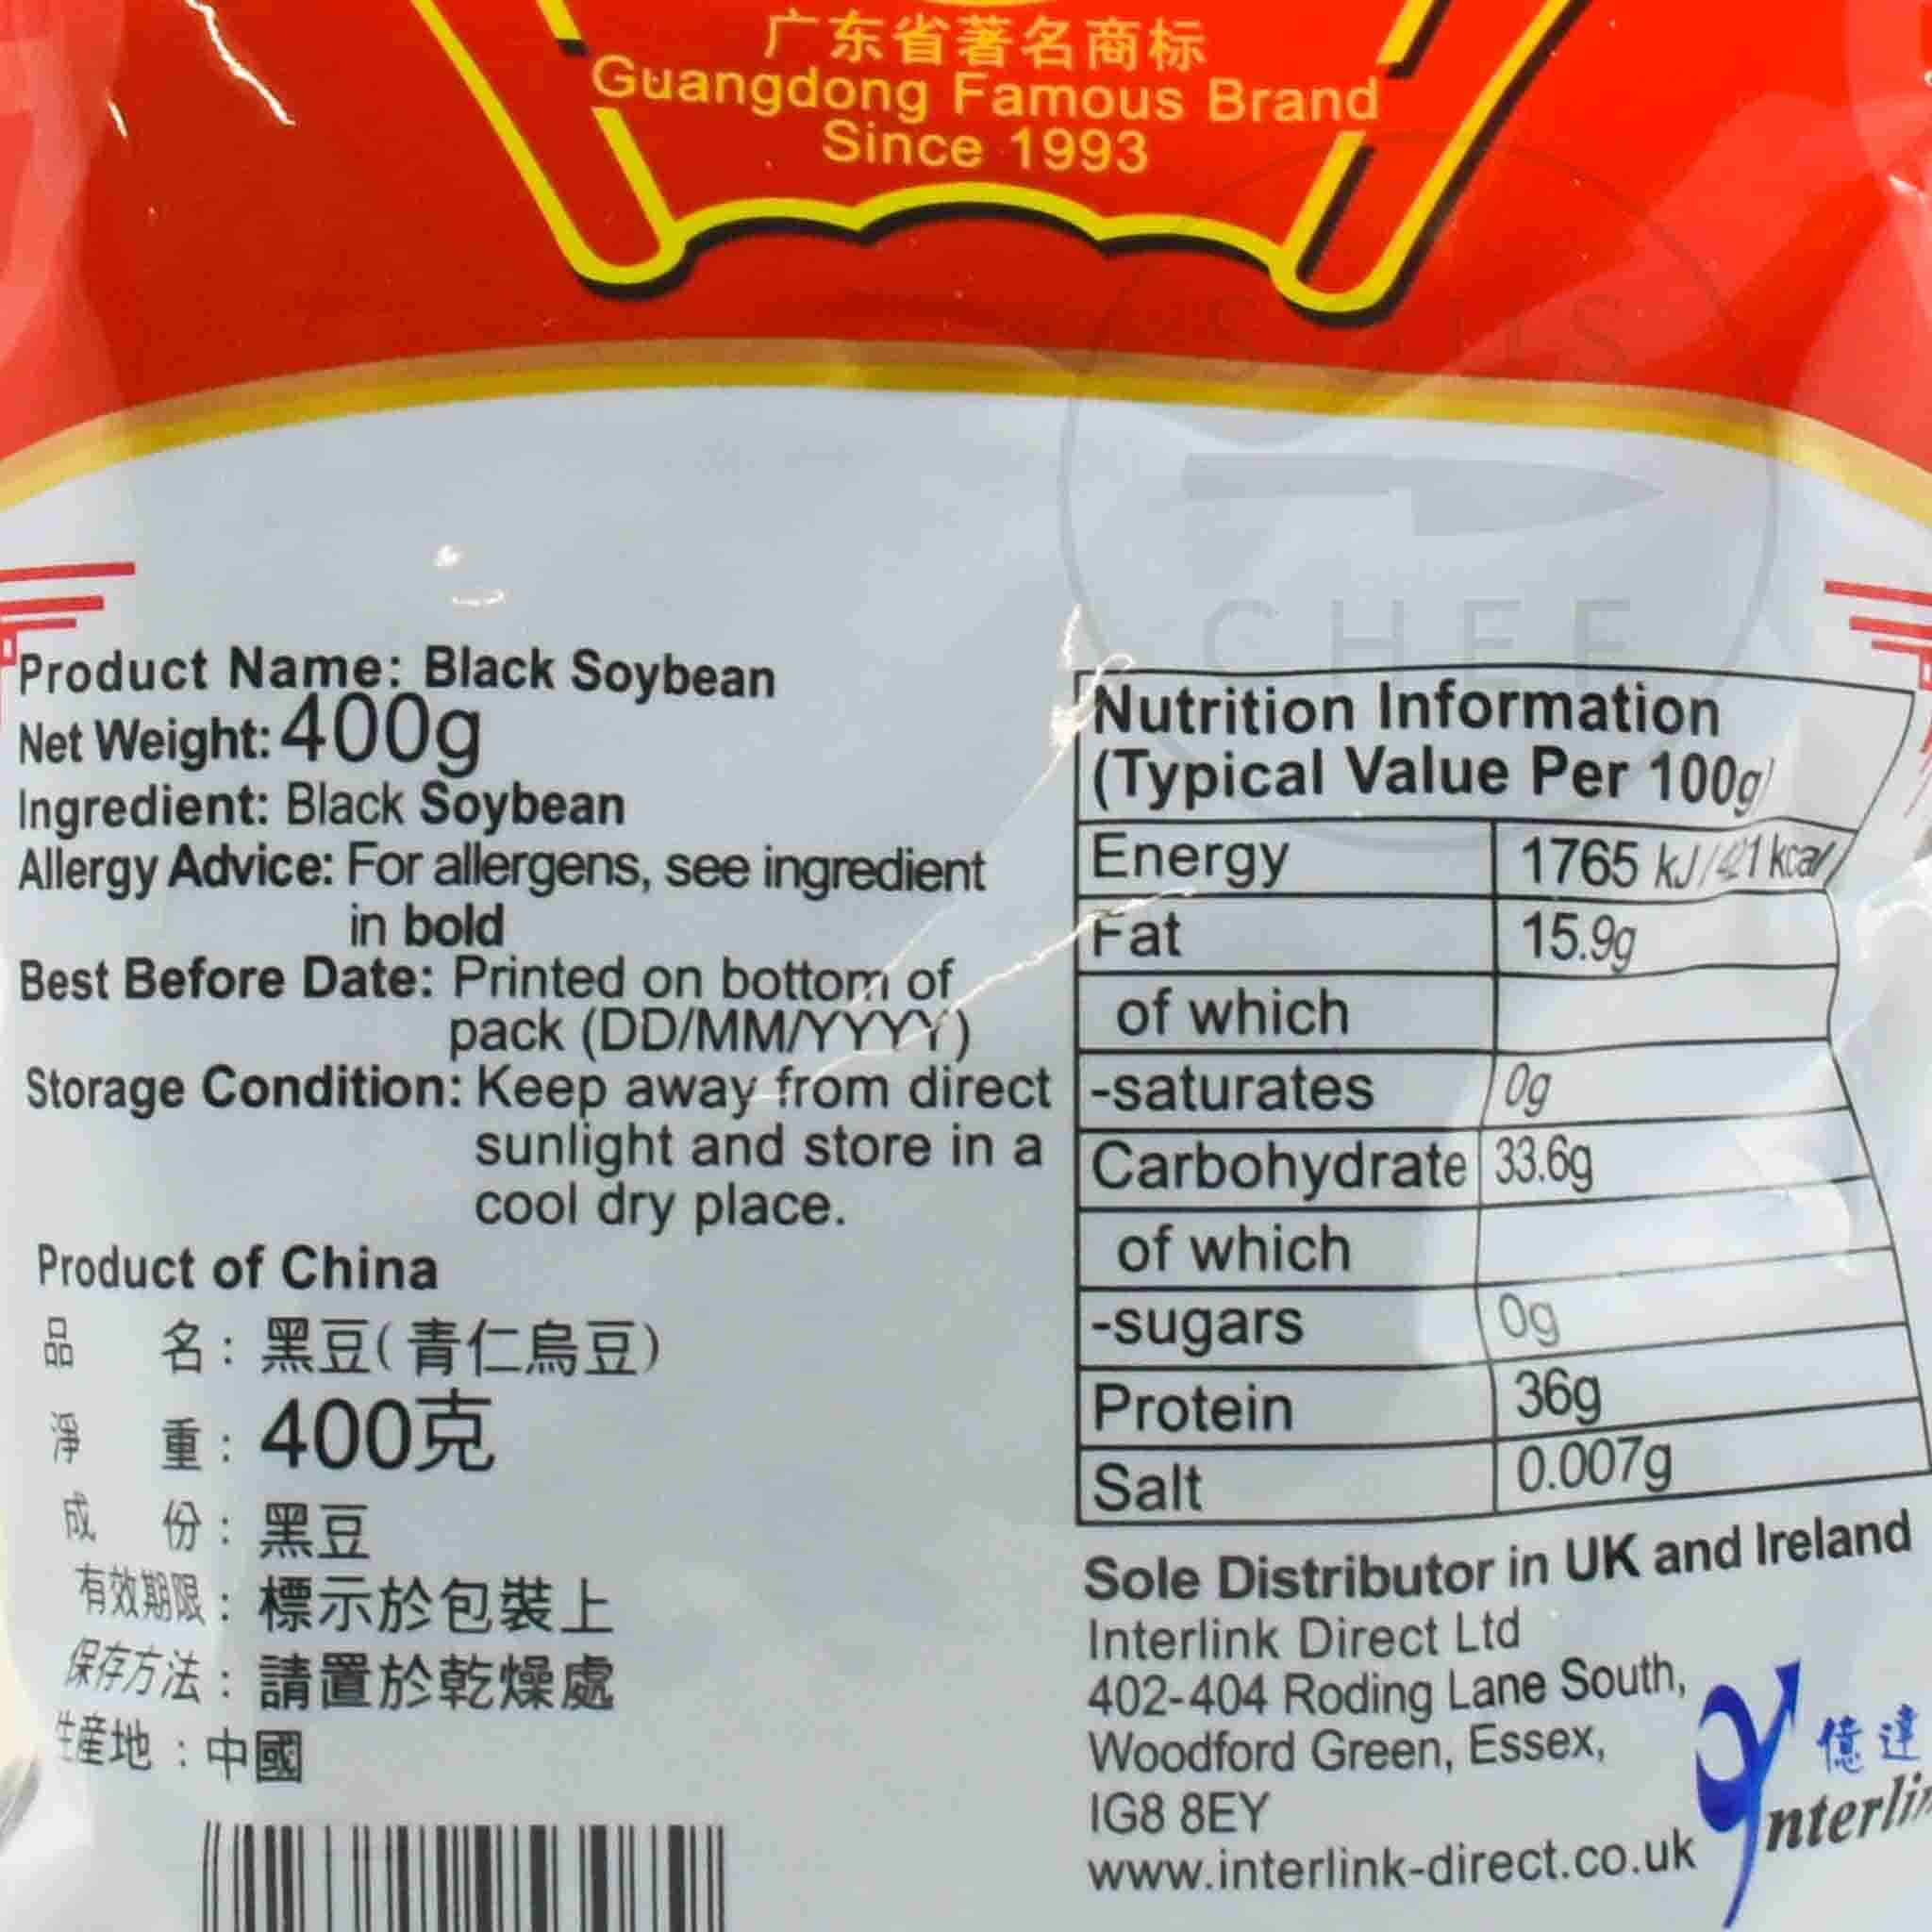 广东省著名商标
Guangdong Famous Brand
Since 1993
SOUS
CHEF
Product Name: Black Soybean
Net Weight: 400g
Ingredient: Black Soybean
Allergy Advice: For allergens, see ingredient
in bold
Best Before Date: Printed on bottom of
pack (DD/MM/YYYY)
Storage Condition: Keep away from direct
sunlight and store in a
cool dry place.
Product of China
品 名: 黑豆(青仁烏豆)
淨 重: 400克
成 份: 黑豆
有效期限: 標示於包裝上
保存方法: 請置於乾燥處
生産地: 中國
Nutrition Information
(Typical Value Per 100g)
Energy 1765 kJ/421 kcal
Fat 15.9g
of which
-saturates 0g
Carbohydrate 33.6g
of which
-sugars 0g
Protein 36g
Salt 0.007g
Sole Distributor in UK and Ireland
Interlink Direct Ltd
402-404 Roding Lane South,
Woodford Green, Essex,
IG8 8EY
www.interlink-direct.co.uk
億達